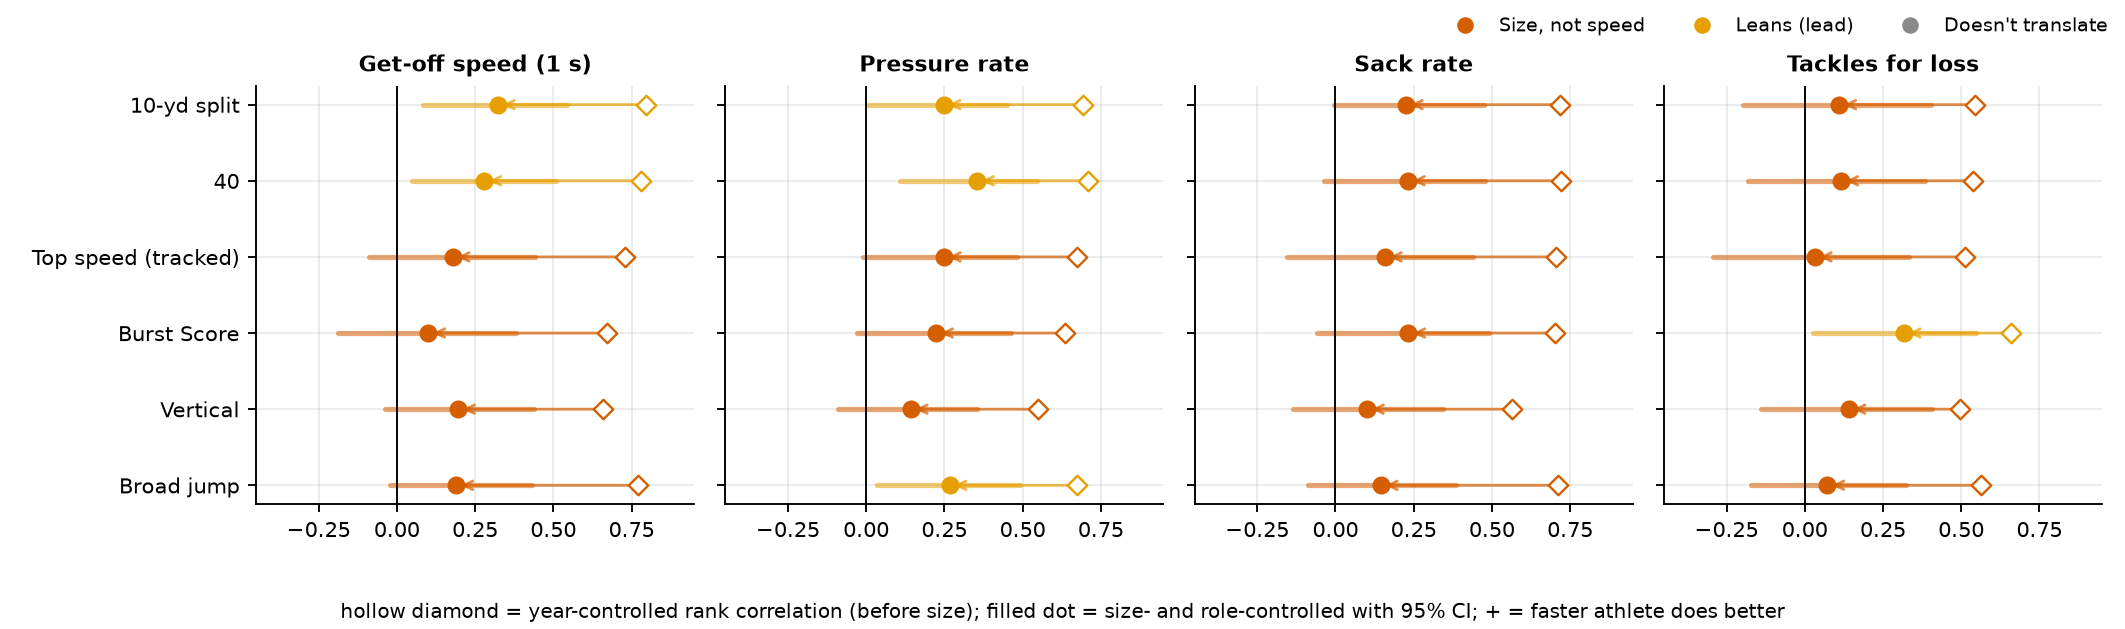 Size, not speed
Leans (lead)
Doesn't translate
Get-off speed (1 s)
Pressure rate
Sack rate
Tackles for loss
10-yd split
40
Top speed (tracked)
Burst Score
Vertical
Broad jump
−0.25 0.00 0.25 0.50 0.75
−0.25 0.00 0.25 0.50 0.75
−0.25 0.00 0.25 0.50 0.75
−0.25 0.00 0.25 0.50 0.75
hollow diamond = year-controlled rank correlation (before size); filled dot = size- and role-controlled with 95% CI; + = faster athlete does better